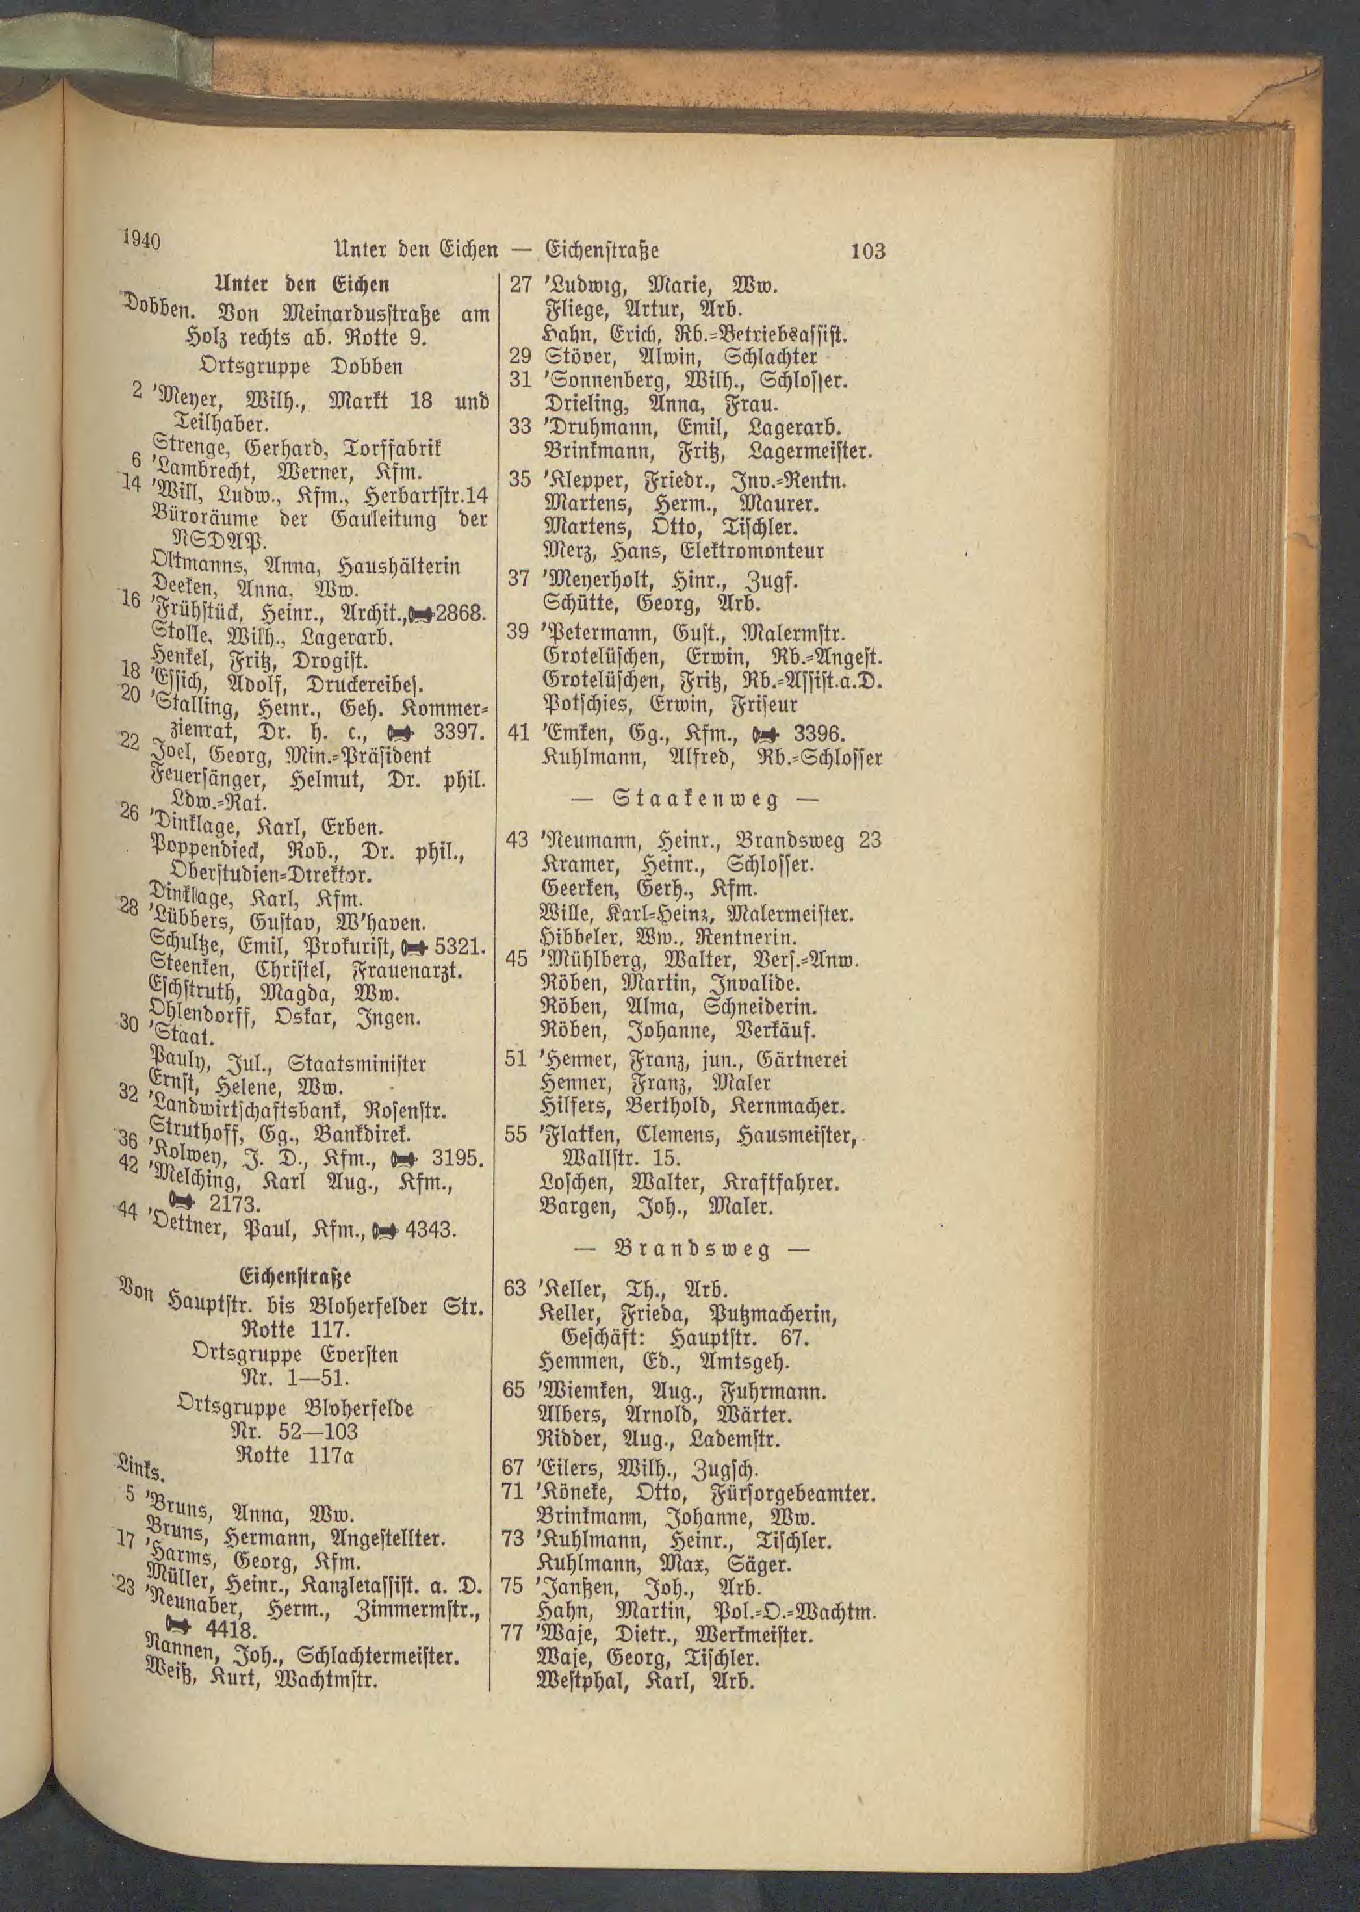 1940
Unter den Eichen — Eichenstraße
103
Unter den Eichen
Dobben. Von Meinardusstraße am
Holz rechts ab. Rotte 9.
Ortsgruppe Dobben
2 'Meyer, Wilh., Markt 18 und
Teilhaber.
Strenge, Gerhard, Torffabrik
6 'Lambrecht, Werner, Kfm.
14 'Will, Ludw., Kfm., Herbartstr.14
Büroräume der Gauleitung der
NSDAP.
Oltmanns, Anna, Haushälterin
Deeken, Anna, Ww.
16 'Frühstück, Heinr., Archit., 2868.
Stolle, Wilh., Lagerarb.
Henkel, Fritz, Drogist.
18 'Essich, Adolf, Druckereibes.
20 'Stalling, Heinr., Geh. Kommer-
zienrat, Dr. h. c., 3397.
22 Joel, Georg, Min.-Präsident
Feuersänger, Helmut, Dr. phil.
Ldw.-Rat.
26 'Dinklage, Karl, Erben.
Poppendieck, Rob., Dr. phil.,
Oberstudien-Direktor.
Dinklage, Karl, Kfm.
28 'Lübbers, Gustav, W'haven.
Schultze, Emil, Prokurist, 5321.
Steenken, Christel, Frauenarzt.
Eschstruth, Magda, Ww.
Ohlendorff, Oskar, Ingen.
30 'Staat.
Pauly, Jul., Staatsminister
Ernst, Helene, Ww.
32 'Landwirtschaftsbank, Rosenstr.
Struthoff, Gg., Bankdirek.
36 'Kolwey, J. D., Kfm., 3195.
42 'Melching, Karl Aug., Kfm.,
2173.
44 'Oettner, Paul, Kfm., 4343.
Eichenstraße
Von Hauptstr. bis Bloherfelder Str.
Rotte 117.
Ortsgruppe Eversten
Nr. 1—51.
Ortsgruppe Bloherfelde
Nr. 52—103
Rotte 117a
Links.
5 'Bruns, Anna, Ww.
Bruns, Hermann, Angestellter.
17 'Harms, Georg, Kfm.
Müller, Heinr., Kanzleiassist. a. D.
23 'Neunaber, Herm., Zimmermstr.,
4418.
Nannen, Joh., Schlachtermeister.
Weiß, Kurt, Wachtmstr.
27 'Ludwig, Marie, Ww.
Fliege, Artur, Arb.
Hahn, Erich, Rb.-Betriebsassist.
29 Stöver, Alwin, Schlachter
31 'Sonnenberg, Wilh., Schlosser.
Drieling, Anna, Frau.
33 'Druhmann, Emil, Lagerarb.
Brinkmann, Fritz, Lagermeister.
35 'Klepper, Friedr., Inv.-Rentn.
Martens, Herm., Maurer.
Martens, Otto, Tischler.
Merz, Hans, Elektromonteur
37 'Meyerholt, Hinr., Zugf.
Schütte, Georg, Arb.
39 'Petermann, Gust., Malermstr.
Grotelüschen, Erwin, Rb.-Angest.
Grotelüschen, Fritz, Rb.-Assist.a.D.
Potschies, Erwin, Friseur
41 'Emken, Gg., Kfm., 3396.
Kuhlmann, Alfred, Rb.-Schlosser
— Staakenweg —
43 'Neumann, Heinr., Brandsweg 23
Kramer, Heinr., Schlosser.
Geerken, Gerh., Kfm.
Wille, Karl-Heinz, Malermeister.
Hibbeler, Ww., Rentnerin.
45 'Mühlberg, Walter, Vers.-Anw.
Röben, Martin, Invalide.
Röben, Alma, Schneiderin.
Röben, Johanne, Verkäuf.
51 'Henner, Franz, jun., Gärtnerei
Henner, Franz, Maler
Hilfers, Berthold, Kernmacher.
55 'Flatken, Clemens, Hausmeister,
Wallstr. 15.
Loschen, Walter, Kraftfahrer.
Bargen, Joh., Maler.
— Brandsweg —
63 'Keller, Th., Arb.
Keller, Frieda, Putzmacherin,
Geschäft: Hauptstr. 67.
Hemmen, Ed., Amtsgeh.
65 'Wiemken, Aug., Fuhrmann.
Albers, Arnold, Wärter.
Ridder, Aug., Lademstr.
67 'Eilers, Wilh., Zugsch.
71 'Köneke, Otto, Fürsorgebeamter.
Brinkmann, Johanne, Ww.
73 'Kuhlmann, Heinr., Tischler.
Kuhlmann, Max, Säger.
75 'Janßen, Joh., Arb.
Hahn, Martin, Pol.-O.-Wachtm.
77 'Waje, Dietr., Werkmeister.
Waje, Georg, Tischler.
Westphal, Karl, Arb.